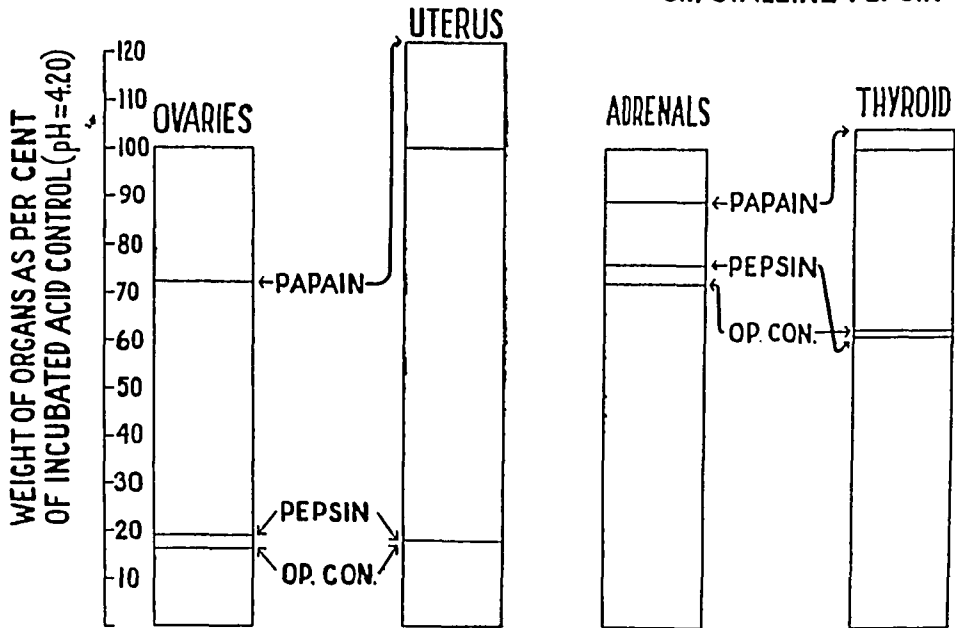 UTERUS
OVARIES
ADRENALS
THYROID
WEIGHT OF ORGANS AS PER CENT
OF INCUBATED ACID CONTROL (pH=4.20)
120
110
100
90
80
70
60
50
40
30
20
10
PAPAIN
PEPSIN
OP. CON.
PAPAIN
PEPSIN
OP. CON.